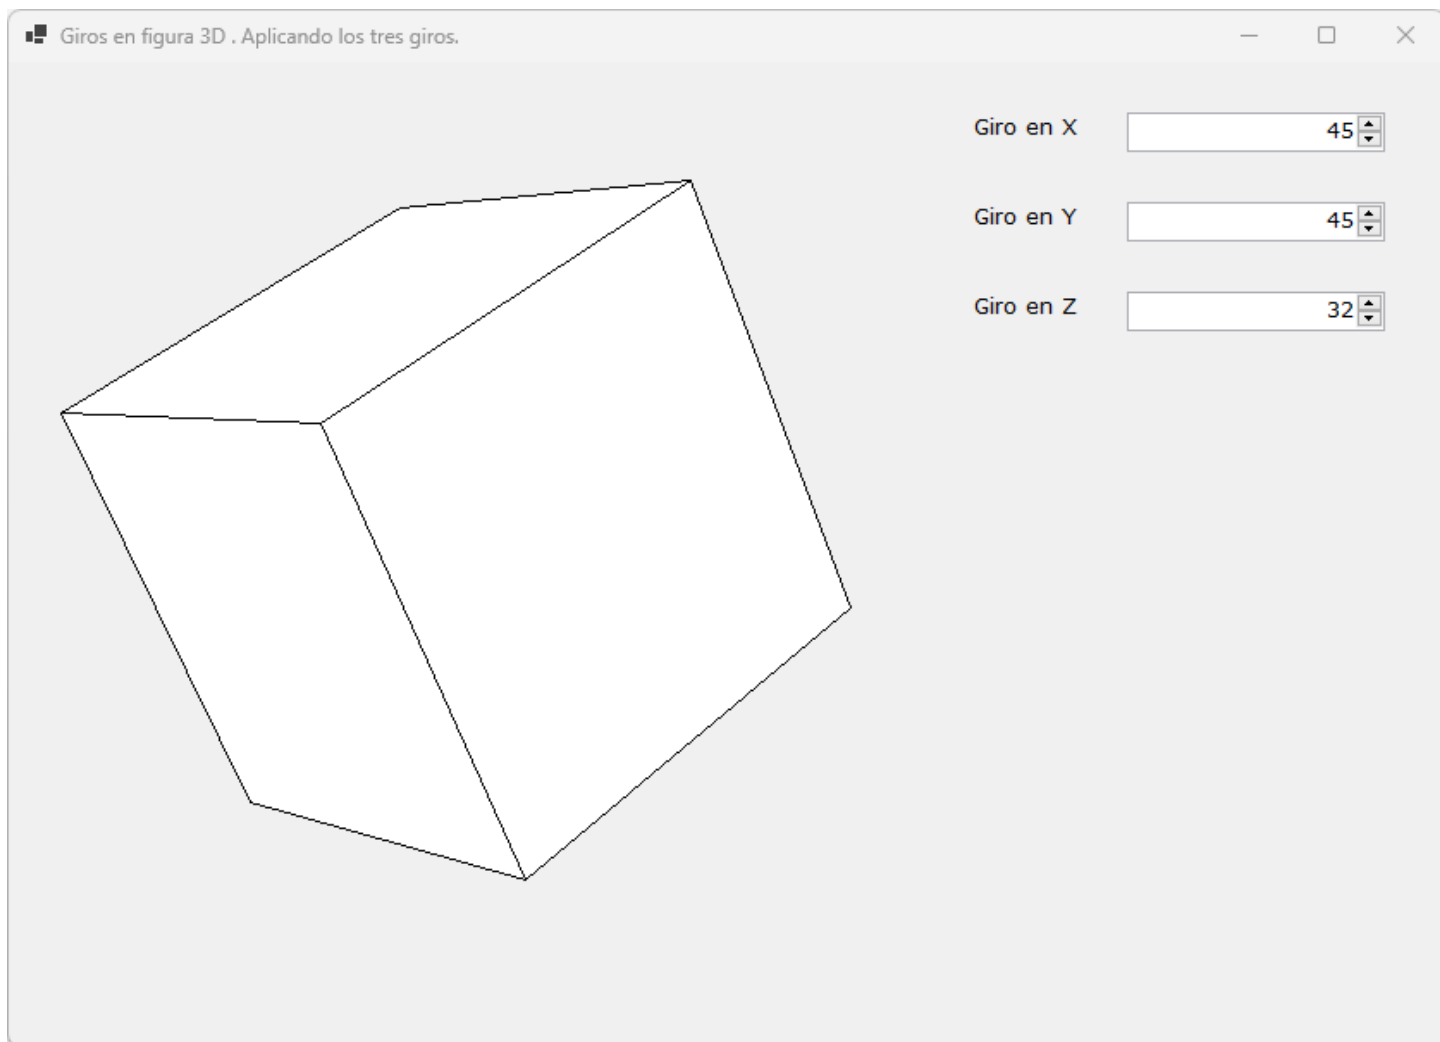 Giros en figura 3D . Aplicando los tres giros.
Giro en X 45
Giro en Y 45
Giro en Z 32